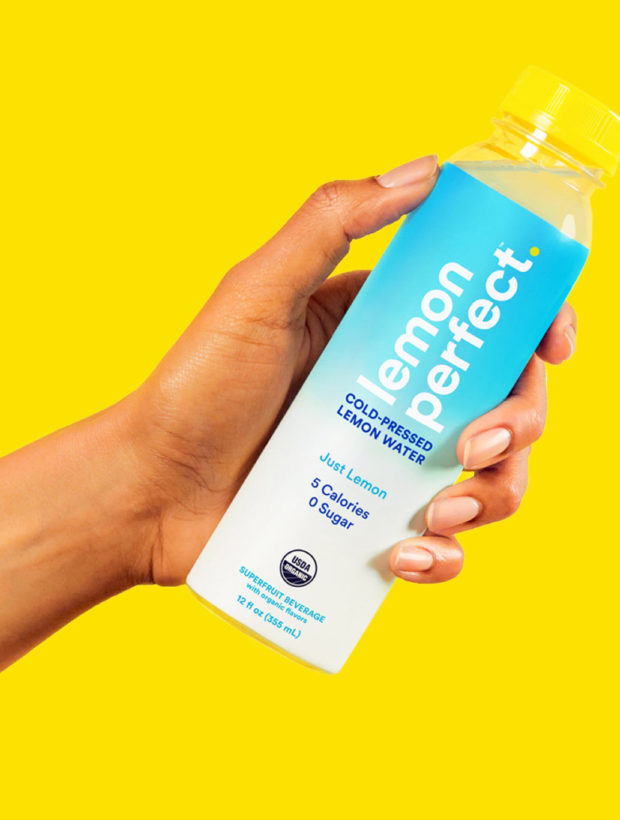 lemon
perfect.™
COLD-PRESSED
LEMON WATER
Just Lemon
5 Calories
0 Sugar
USDA
ORGANIC
SUPERFRUIT BEVERAGE
with organic flavors
12 fl oz (355 mL)